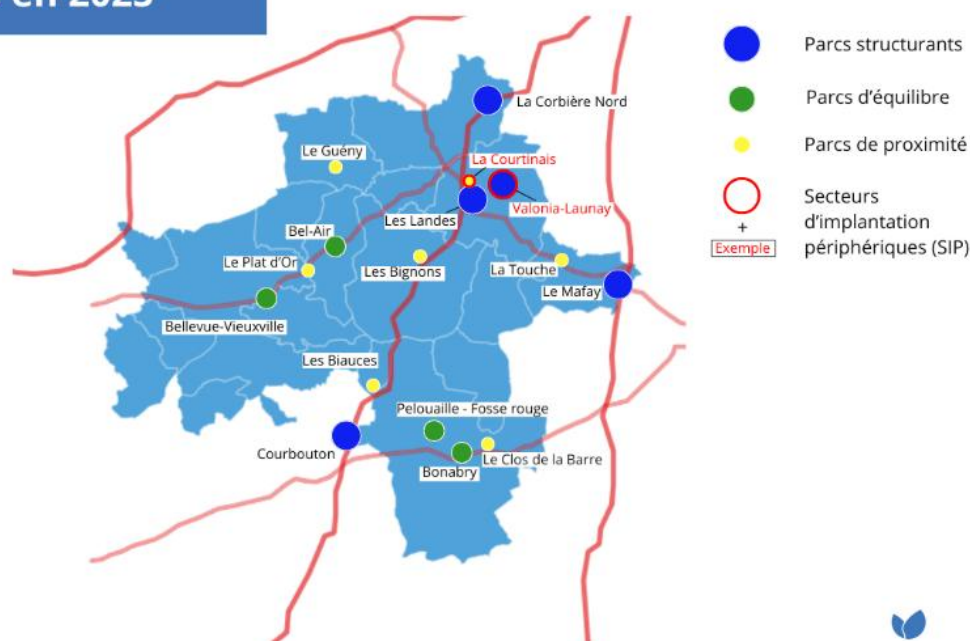 en 2025
Parcs structurants
Parcs d'équilibre
Parcs de proximité
Secteurs
d'implantation
périphériques (SIP)
+
Exemple
La Corbière Nord
Le Guény
La Courtinais
Valonia-Launay
Les Landes
Bel-Air
Le Plat d'Or
Les Bignons
La Touche
Le Mafay
Bellevue-Vieuxville
Les Biauces
Pelouaille - Fosse rouge
Courbouton
Le Clos de la Barre
Bonabry